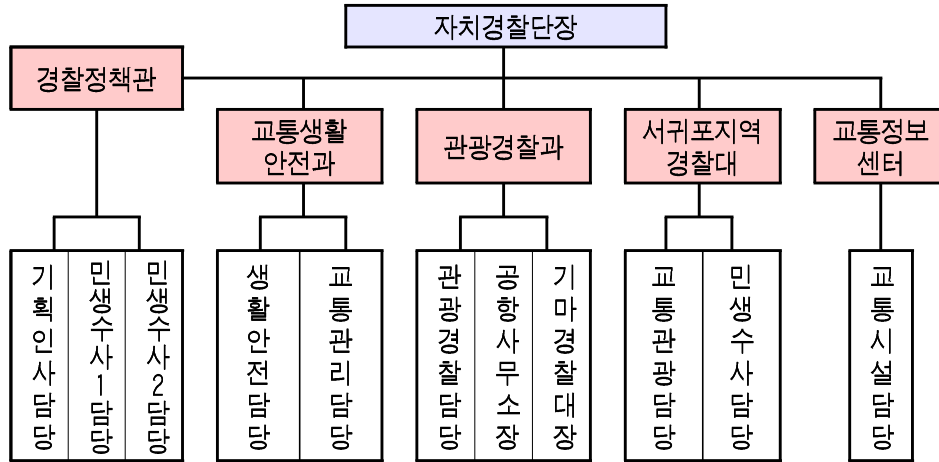 자치경찰단장
경찰정책관
교통생활
안전과
관광경찰과
서귀포지역
경찰대
교통정보
센터
기획인사담당
민생수사1담당
민생수사2담당
생활안전담당
교통관리담당
관광경찰담당
공항사무소장
기마경찰대장
교통관광담당
민생수사담당
교통시설담당